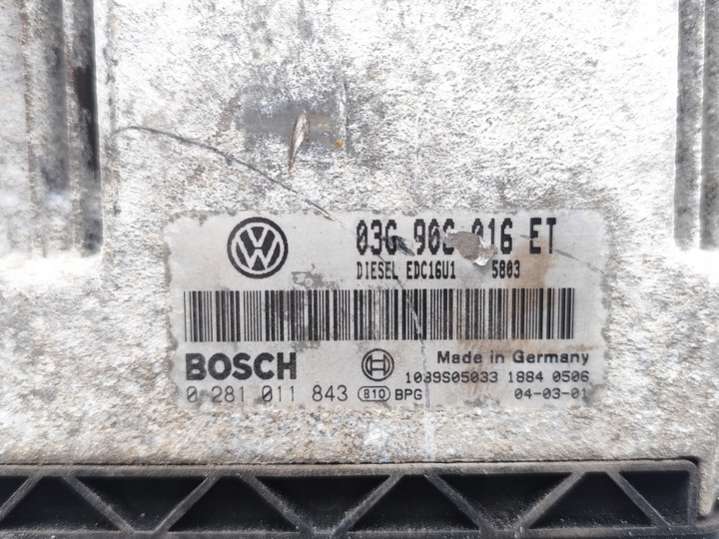 03G 906 016 ET
DIESEL EDC16U1 5803
BOSCH
Made in Germany
1039S05033 1884 0506
0 281 011 843 810 BPG 04-03-01